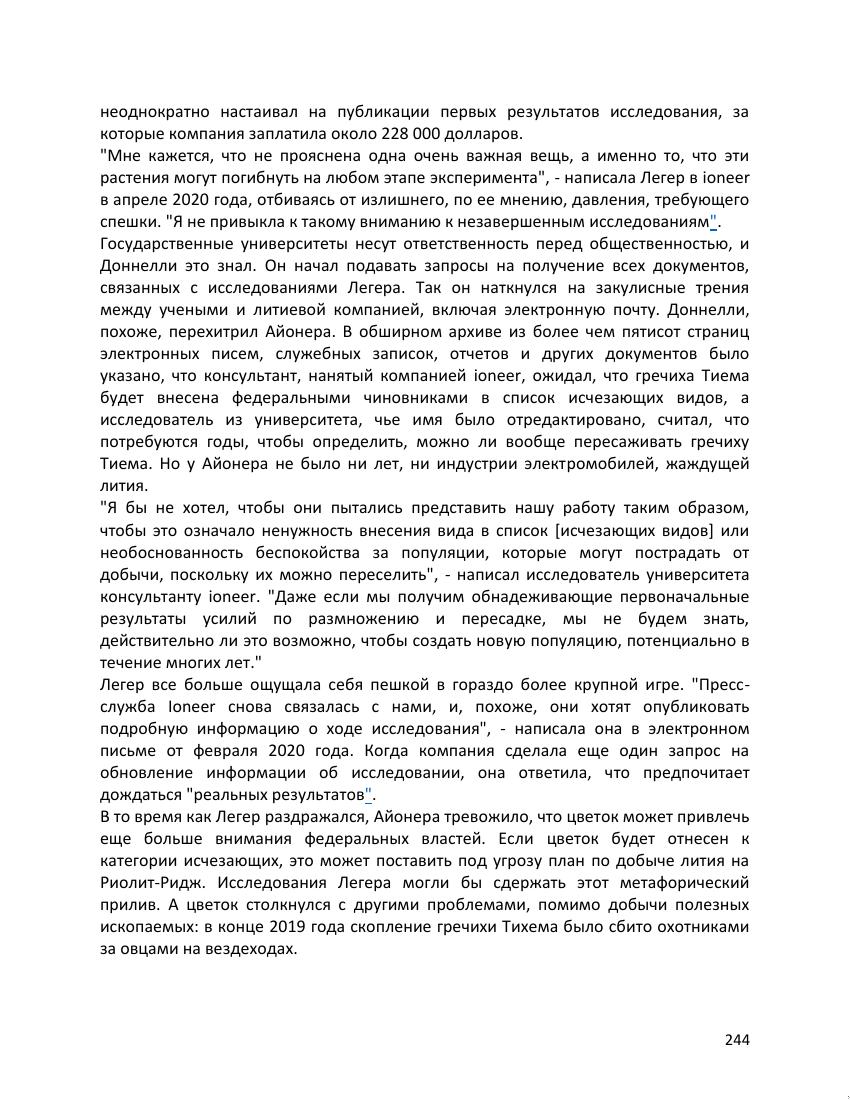 неоднократно настаивал на публикации первых результатов исследования, за
которые компания заплатила около 228 000 долларов.
"Мне кажется, что не прояснена одна очень важная вещь, а именно то, что эти
растения могут погибнуть на любом этапе эксперимента", - написала Легер в ioneer
в апреле 2020 года, отбиваясь от излишнего, по ее мнению, давления, требующего
спешки. "Я не привыкла к такому вниманию к незавершенным исследованиям".
Государственные университеты несут ответственность перед общественностью, и
Доннелли это знал. Он начал подавать запросы на получение всех документов,
связанных с исследованиями Легера. Так он наткнулся на закулисные трения
между учеными и литиевой компанией, включая электронную почту. Доннелли,
похоже, перехитрил Айонера. В обширном архиве из более чем пятисот страниц
электронных писем, служебных записок, отчетов и других документов было
указано, что консультант, нанятый компанией ioneer, ожидал, что гречиха Тиема
будет внесена федеральными чиновниками в список исчезающих видов, а
исследователь из университета, чье имя было отредактировано, считал, что
потребуются годы, чтобы определить, можно ли вообще пересаживать гречиху
Тиема. Но у Айонера не было ни лет, ни индустрии электромобилей, жаждущей
лития.
"Я бы не хотел, чтобы они пытались представить нашу работу таким образом,
чтобы это означало ненужность внесения вида в список [исчезающих видов] или
необоснованность беспокойства за популяции, которые могут пострадать от
добычи, поскольку их можно переселить", - написал исследователь университета
консультанту ioneer. "Даже если мы получим обнадеживающие первоначальные
результаты усилий по размножению и пересадке, мы не будем знать,
действительно ли это возможно, чтобы создать новую популяцию, потенциально в
течение многих лет."
Легер все больше ощущала себя пешкой в гораздо более крупной игре. "Пресс-
служба Ioneer снова связалась с нами, и, похоже, они хотят опубликовать
подробную информацию о ходе исследования", - написала она в электронном
письме от февраля 2020 года. Когда компания сделала еще один запрос на
обновление информации об исследовании, она ответила, что предпочитает
дождаться "реальных результатов".
В то время как Легер раздражался, Айонера тревожило, что цветок может привлечь
еще больше внимания федеральных властей. Если цветок будет отнесен к
категории исчезающих, это может поставить под угрозу план по добыче лития на
Риолит-Ридж. Исследования Легера могли бы сдержать этот метафорический
прилив. А цветок столкнулся с другими проблемами, помимо добычи полезных
ископаемых: в конце 2019 года скопление гречихи Тихема было сбито охотниками
за овцами на вездеходах.
244